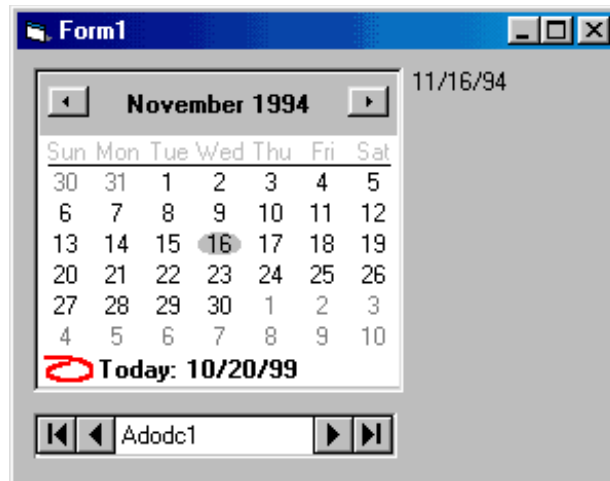 Form1
November 1994
11/16/94
Sun Mon Tue Wed Thu Fri Sat
30 31 1 2 3 4 5
6 7 8 9 10 11 12
13 14 15 16 17 18 19
20 21 22 23 24 25 26
27 28 29 30 1 2 3
4 5 6 7 8 9 10
Today: 10/20/99
Adodc1